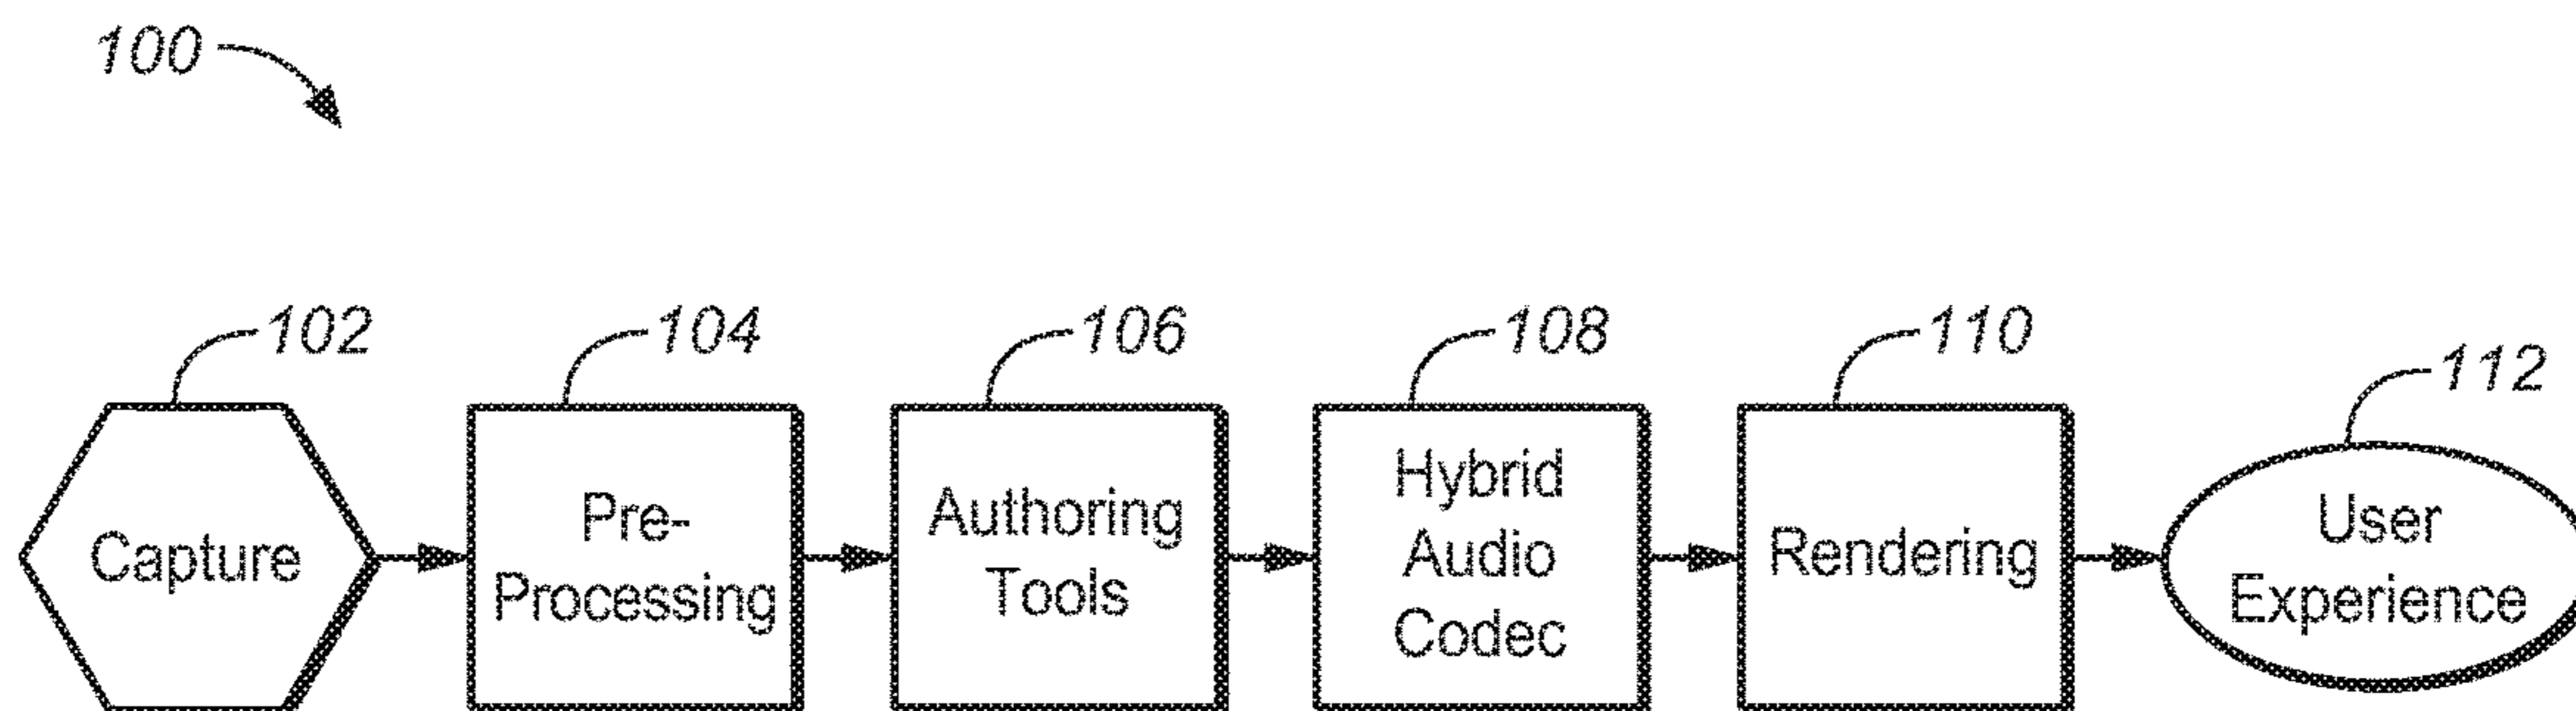 100
102
104
106
108
110
112
Capture
Pre-
Processing
Authoring
Tools
Hybrid
Audio
Codec
Rendering
User
Experience